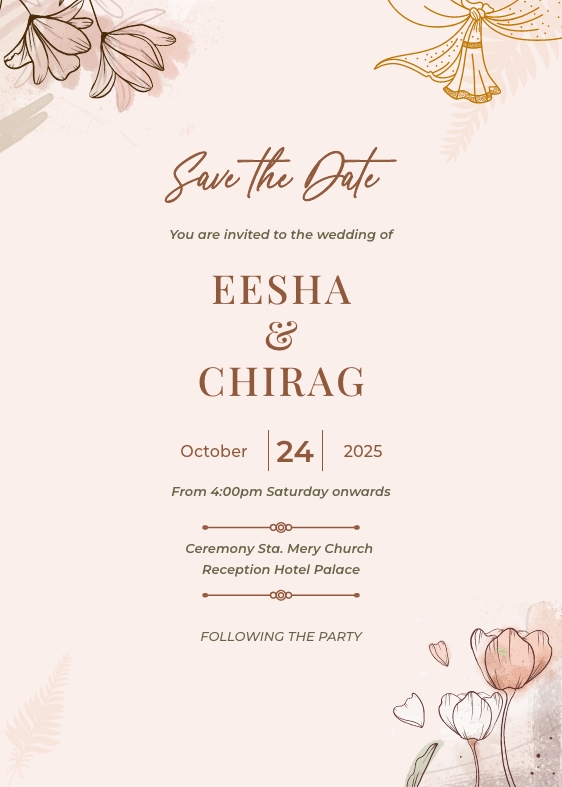 Save the Date
You are invited to the wedding of
EESHA
&
CHIRAG
October 24 2025
From 4:00pm Saturday onwards
Ceremony Sta. Mery Church
Reception Hotel Palace
FOLLOWING THE PARTY